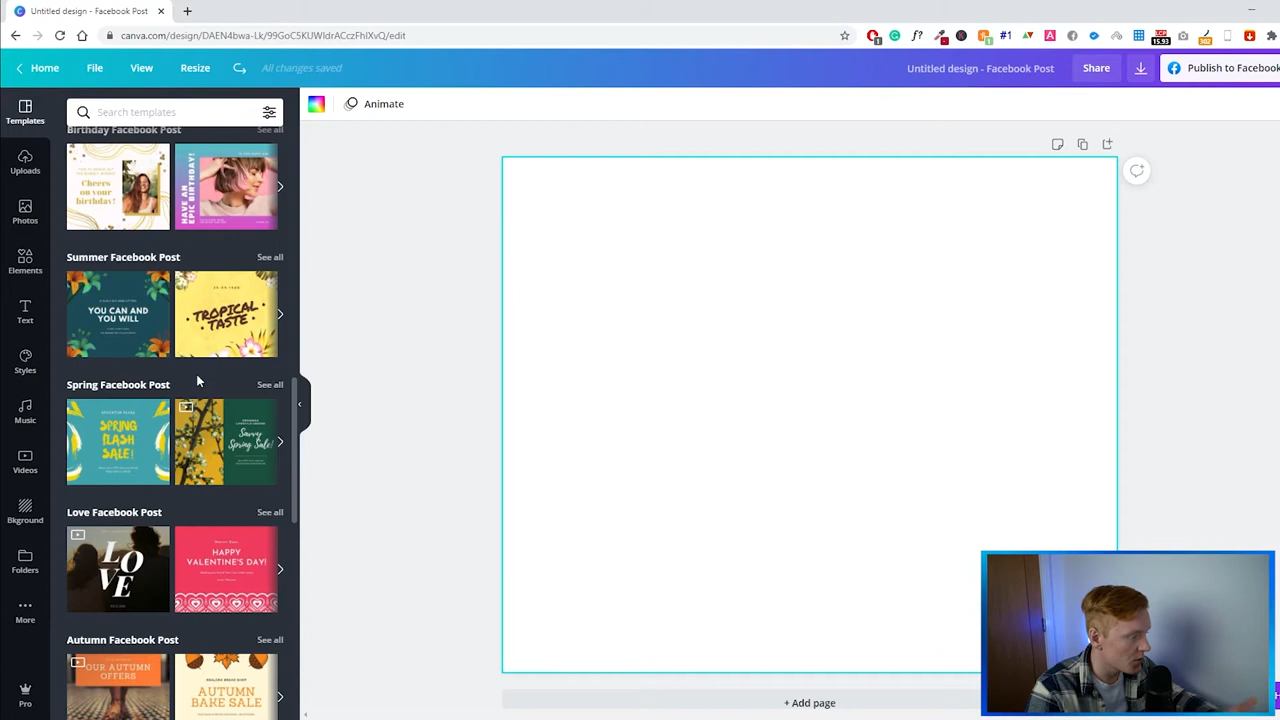 Untitled design - Facebook Post
canva.com/design/DAEN4bwa-Lk/99GoC5KUWldrACczFhlXvQ/edit
Home
File
View
Resize
All changes saved
Untitled design - Facebook Post
Share
Publish to Facebook
Templates
Search templates
Animate
Uploads
Photos
Elements
Text
Styles
Music
Videos
Bkground
Folders
More
Pro
Birthday Facebook Post
See all
Cheers
on your
birthday!
HAVE AN
EPIC BIRTHDAY!
Summer Facebook Post
See all
YOU CAN AND
YOU WILL
TROPICAL
TASTE
Spring Facebook Post
See all
SPRING
FLASH
SALE!
Savvy
Spring Sale!
Love Facebook Post
See all
LO
VE
HAPPY
VALENTINE'S DAY!
Autumn Facebook Post
See all
OUR AUTUMN
OFFERS
AUTUMN
BAKE SALE
+ Add page